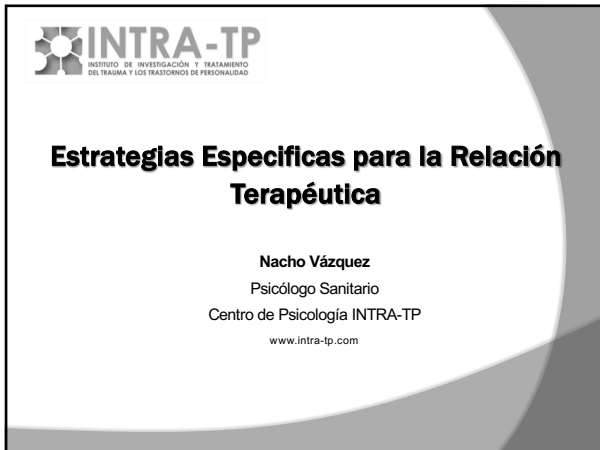 INTRA-TP
INSTITUTO DE INVESTIGACIÓN Y TRATAMIENTO
DEL TRAUMA Y LOS TRASTORNOS DE PERSONALIDAD
Estrategias Especificas para la Relación
Terapéutica
Nacho Vázquez
Psicólogo Sanitario
Centro de Psicología INTRA-TP
www.intra-tp.com